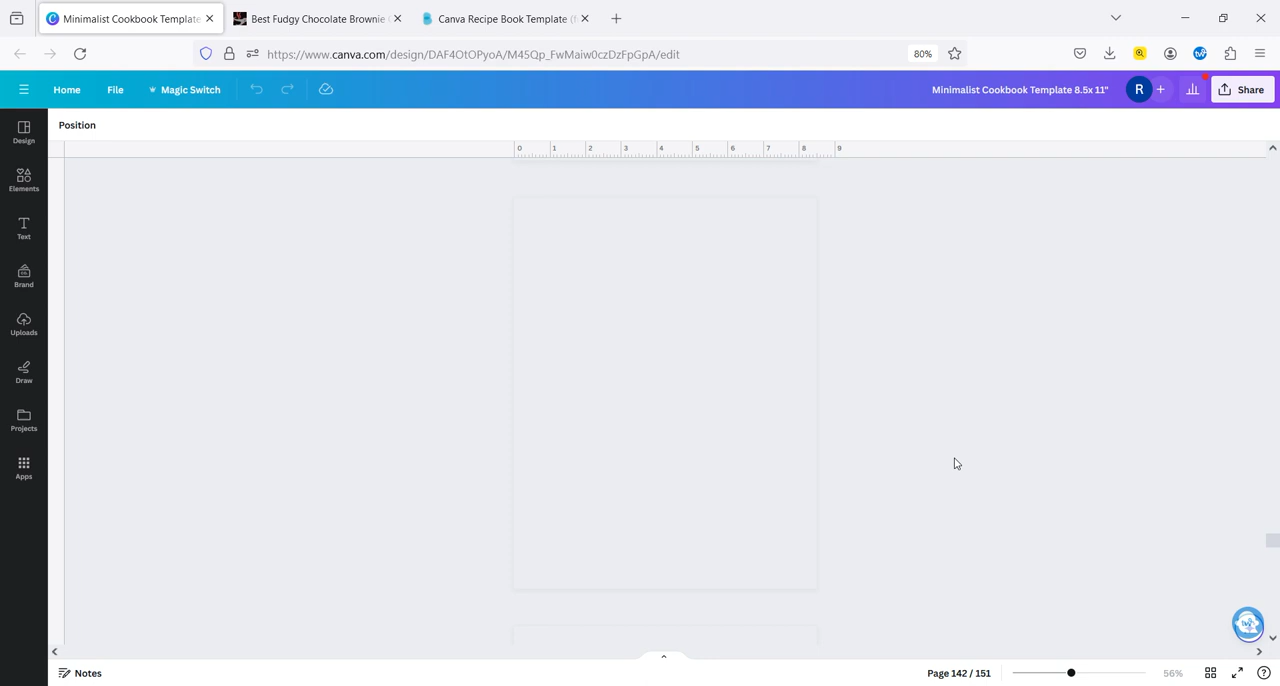 Minimalist Cookbook Template
Best Fudgy Chocolate Brownie
Canva Recipe Book Template (
https://www.canva.com/design/DAF4OtOPyoA/M45Qp_FwMaiw0czDzFpGpA/edit
80%
Home
File
Magic Switch
Minimalist Cookbook Template 8.5x 11"
R
Share
Design
Position
0 1 2 3 4 5 6 7 8 9
Elements
Text
Brand
Uploads
Draw
Projects
Apps
Notes
Page 142 / 151
56%